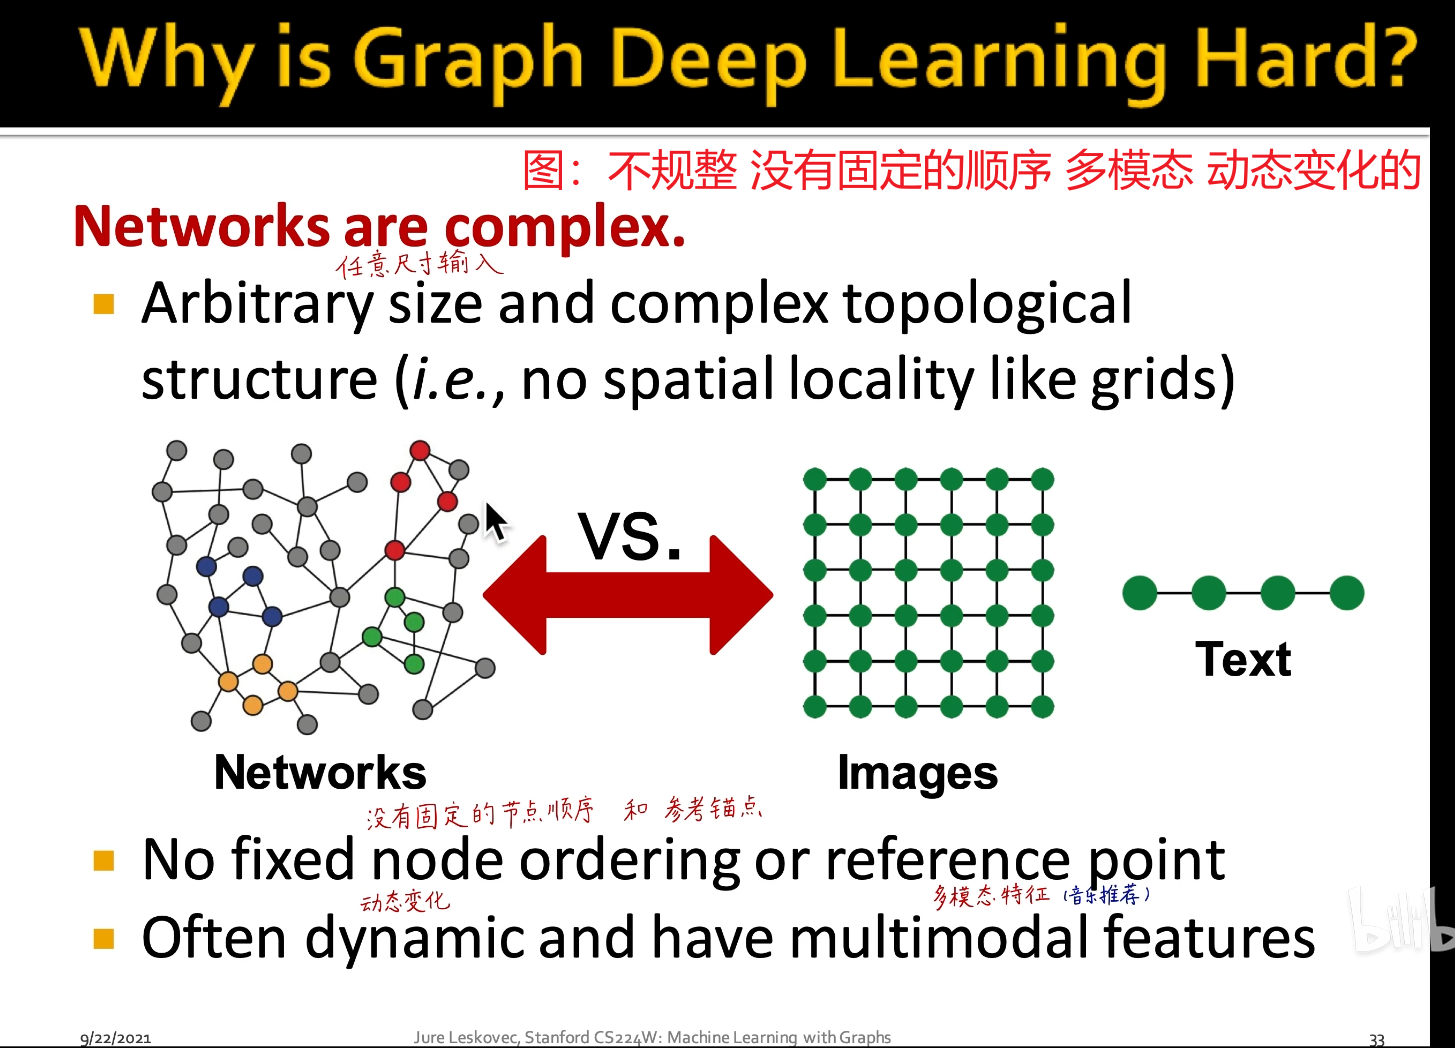 Why is Graph Deep Learning Hard?
图：不规整 没有固定的顺序 多模态 动态变化的
Networks are complex.
任意尺寸输入
Arbitrary size and complex topological
structure (i.e., no spatial locality like grids)
vs.
Text
Networks
Images
没有固定的节点顺序 和 参考锚点
No fixed node ordering or reference point
动态变化
多模态特征（音乐推荐）
Often dynamic and have multimodal features
bilib
9/22/2021
Jure Leskovec, Stanford CS224W: Machine Learning with Graphs
33